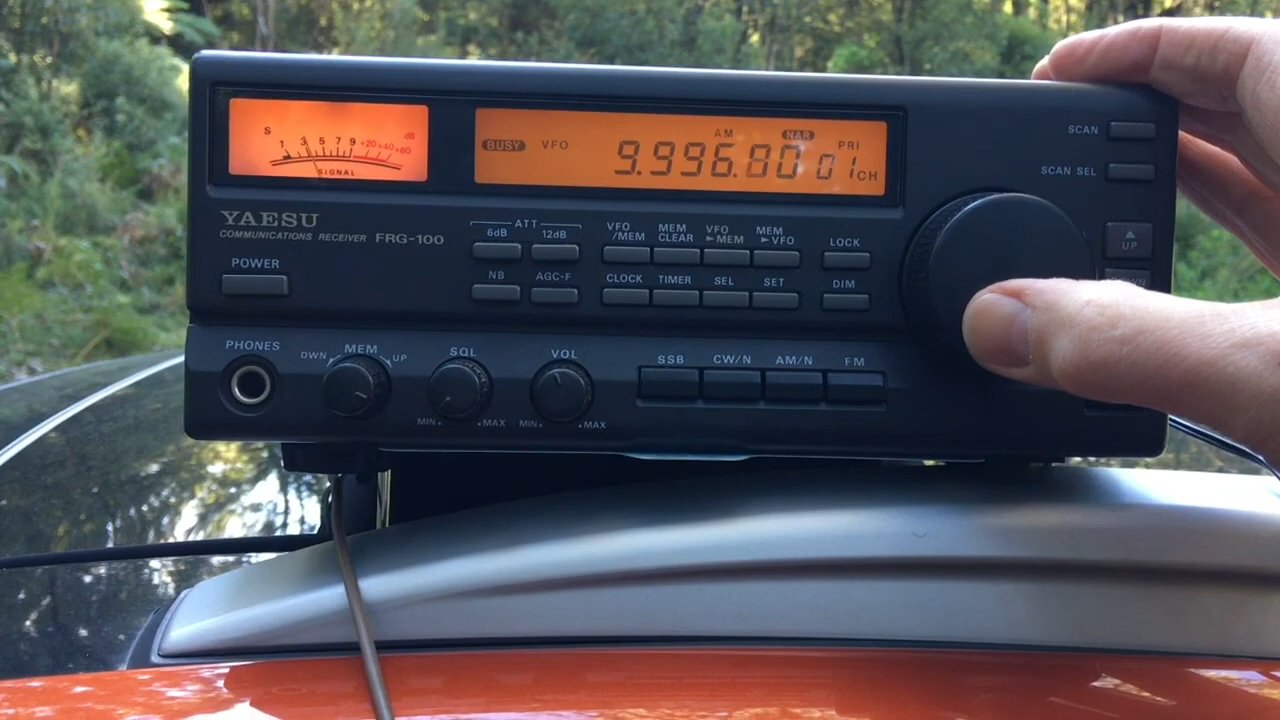 S 1 3 5 7 9 +20 +40 +60 dB
SIGNAL
BUSY VFO AM NAR PRI
9.996.80 01 CH
YAESU
COMMUNICATIONS RECEIVER FRG-100
POWER
ATT
6dB 12dB
NB AGC-F
VFO /MEM MEM CLEAR VFO ►MEM MEM ►VFO LOCK
CLOCK TIMER SEL SET DIM
SCAN
SCAN SEL
UP
PHONES
DWN MEM UP
SQL
MIN MAX
VOL
MIN MAX
SSB CW/N AM/N FM